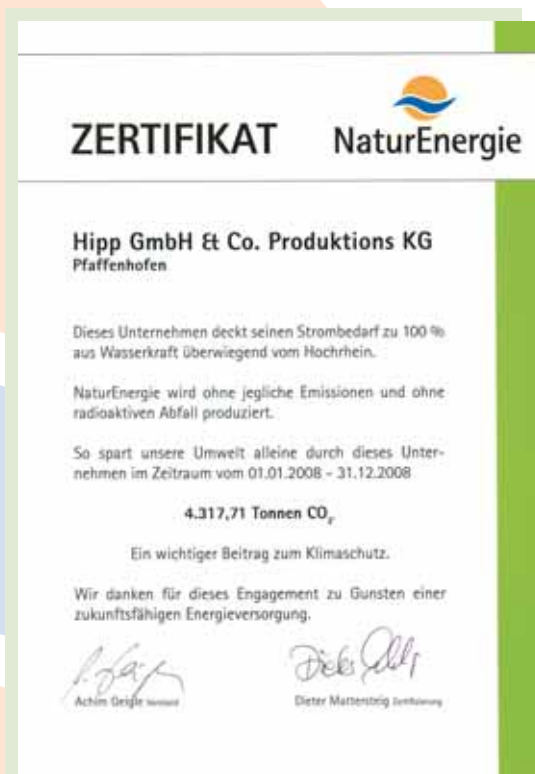 ZERTIFIKAT
NaturEnergie
Hipp GmbH & Co. Produktions KG
Pfaffenhofen
Dieses Unternehmen deckt seinen Strombedarf zu 100 %
aus Wasserkraft überwiegend vom Hochrhein.
NaturEnergie wird ohne jegliche Emissionen und ohne
radioaktiven Abfall produziert.
So spart unsere Umwelt alleine durch dieses Unter-
nehmen im Zeitraum vom 01.01.2008 - 31.12.2008
4.317,71 Tonnen CO₂.
Ein wichtiger Beitrag zum Klimaschutz.
Wir danken für dieses Engagement zu Gunsten einer
zukunftsfähigen Energieversorgung.
Achim Geigle Vorstand
Dieter Mattersteig Zertifizierung